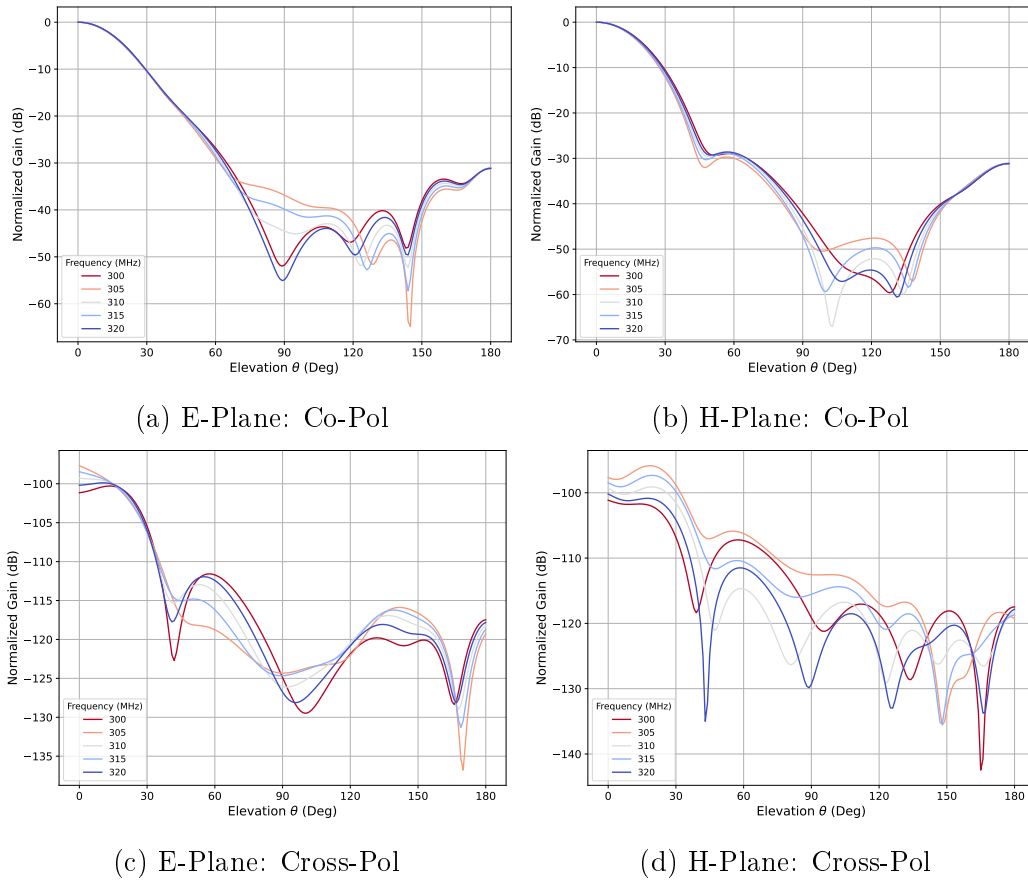 0
−10
−20
−30
−40
−50
−60
Normalized Gain (dB)
Frequency (MHz)
300
305
310
315
320
0 30 60 90 120 150 180
Elevation θ (Deg)
(a) E-Plane: Co-Pol
0
−10
−20
−30
−40
−50
−60
−70
Normalized Gain (dB)
Frequency (MHz)
300
305
310
315
320
0 30 60 90 120 150 180
Elevation θ (Deg)
(b) H-Plane: Co-Pol
−100
−105
−110
−115
−120
−125
−130
−135
Normalized Gain (dB)
Frequency (MHz)
300
305
310
315
320
0 30 60 90 120 150 180
Elevation θ (Deg)
(c) E-Plane: Cross-Pol
−100
−110
−120
−130
−140
Normalized Gain (dB)
Frequency (MHz)
300
305
310
315
320
0 30 60 90 120 150 180
Elevation θ (Deg)
(d) H-Plane: Cross-Pol